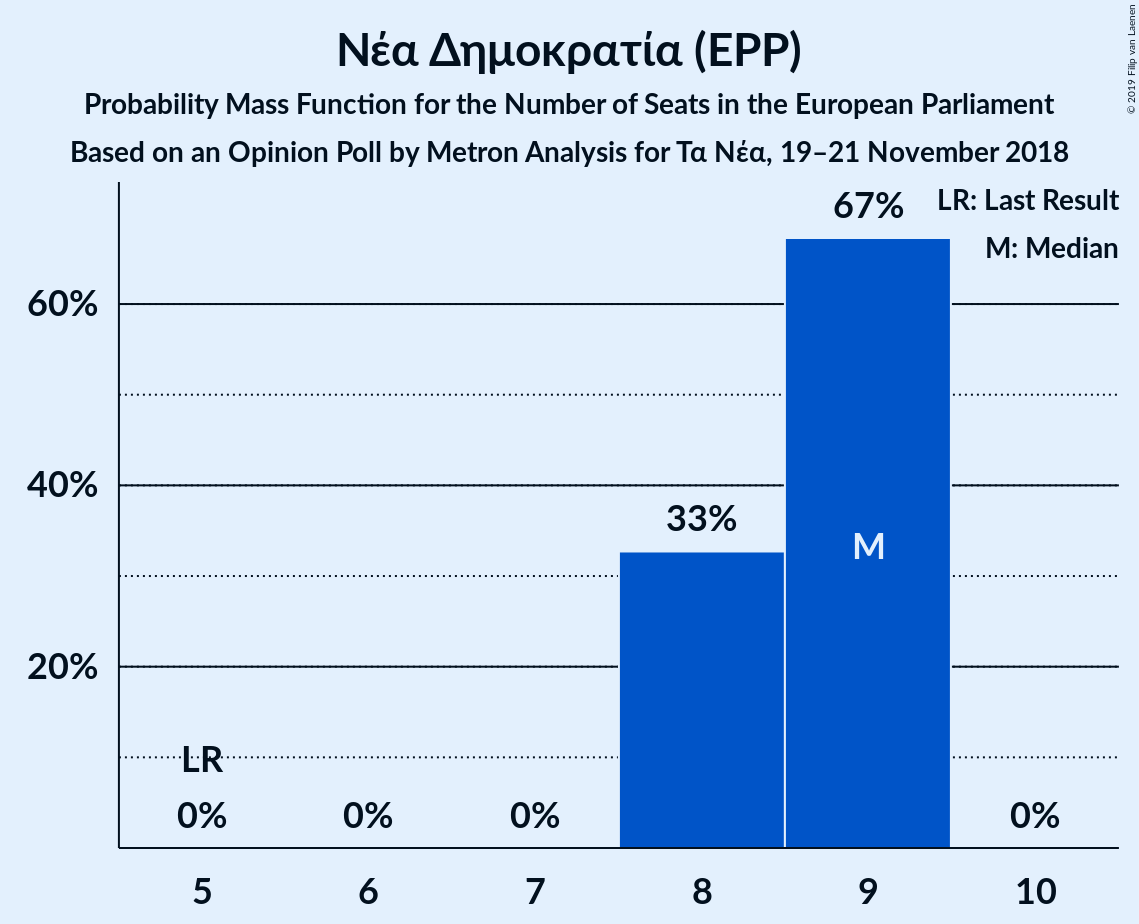 Νέα Δημοκρατία (EPP)
Probability Mass Function for the Number of Seats in the European Parliament
Based on an Opinion Poll by Metron Analysis for Τα Νέα, 19–21 November 2018
© 2019 Filip van Laenen
LR: Last Result
M: Median
67%
60%
40%
33%
M
20%
LR
0% 0% 0% 0%
5 6 7 8 9 10